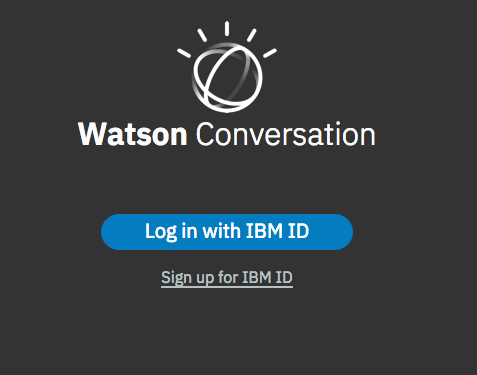 Watson Conversation
Log in with IBM ID
Sign up for IBM ID